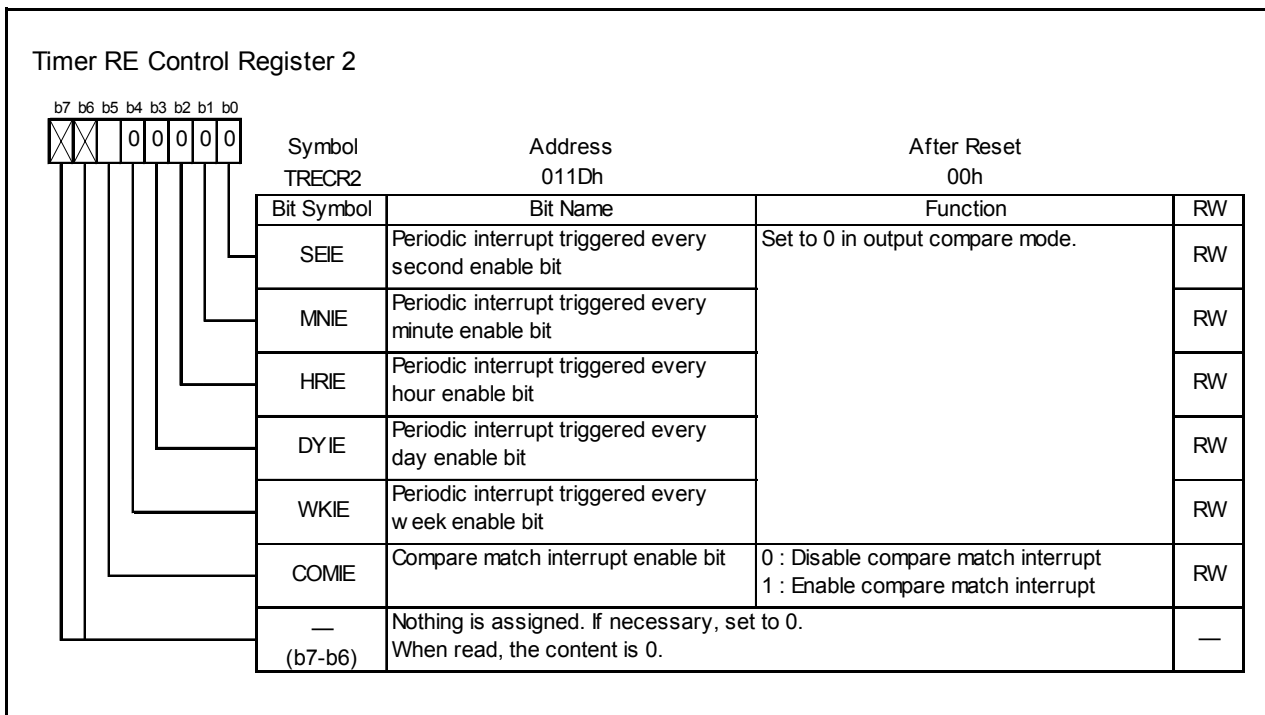 Timer RE Control Register 2
b7 b6 b5 b4 b3 b2 b1 b0
0 0 0 0 0
Symbol Address After Reset
TRECR2 011Dh 00h
Bit Symbol Bit Name Function RW
SEIE Periodic interrupt triggered every second enable bit Set to 0 in output compare mode. RW
MNIE Periodic interrupt triggered every minute enable bit RW
HRIE Periodic interrupt triggered every hour enable bit RW
DYIE Periodic interrupt triggered every day enable bit RW
WKIE Periodic interrupt triggered every week enable bit RW
COMIE Compare match interrupt enable bit 0 : Disable compare match interrupt
1 : Enable compare match interrupt RW
— (b7-b6) Nothing is assigned. If necessary, set to 0.
When read, the content is 0. —